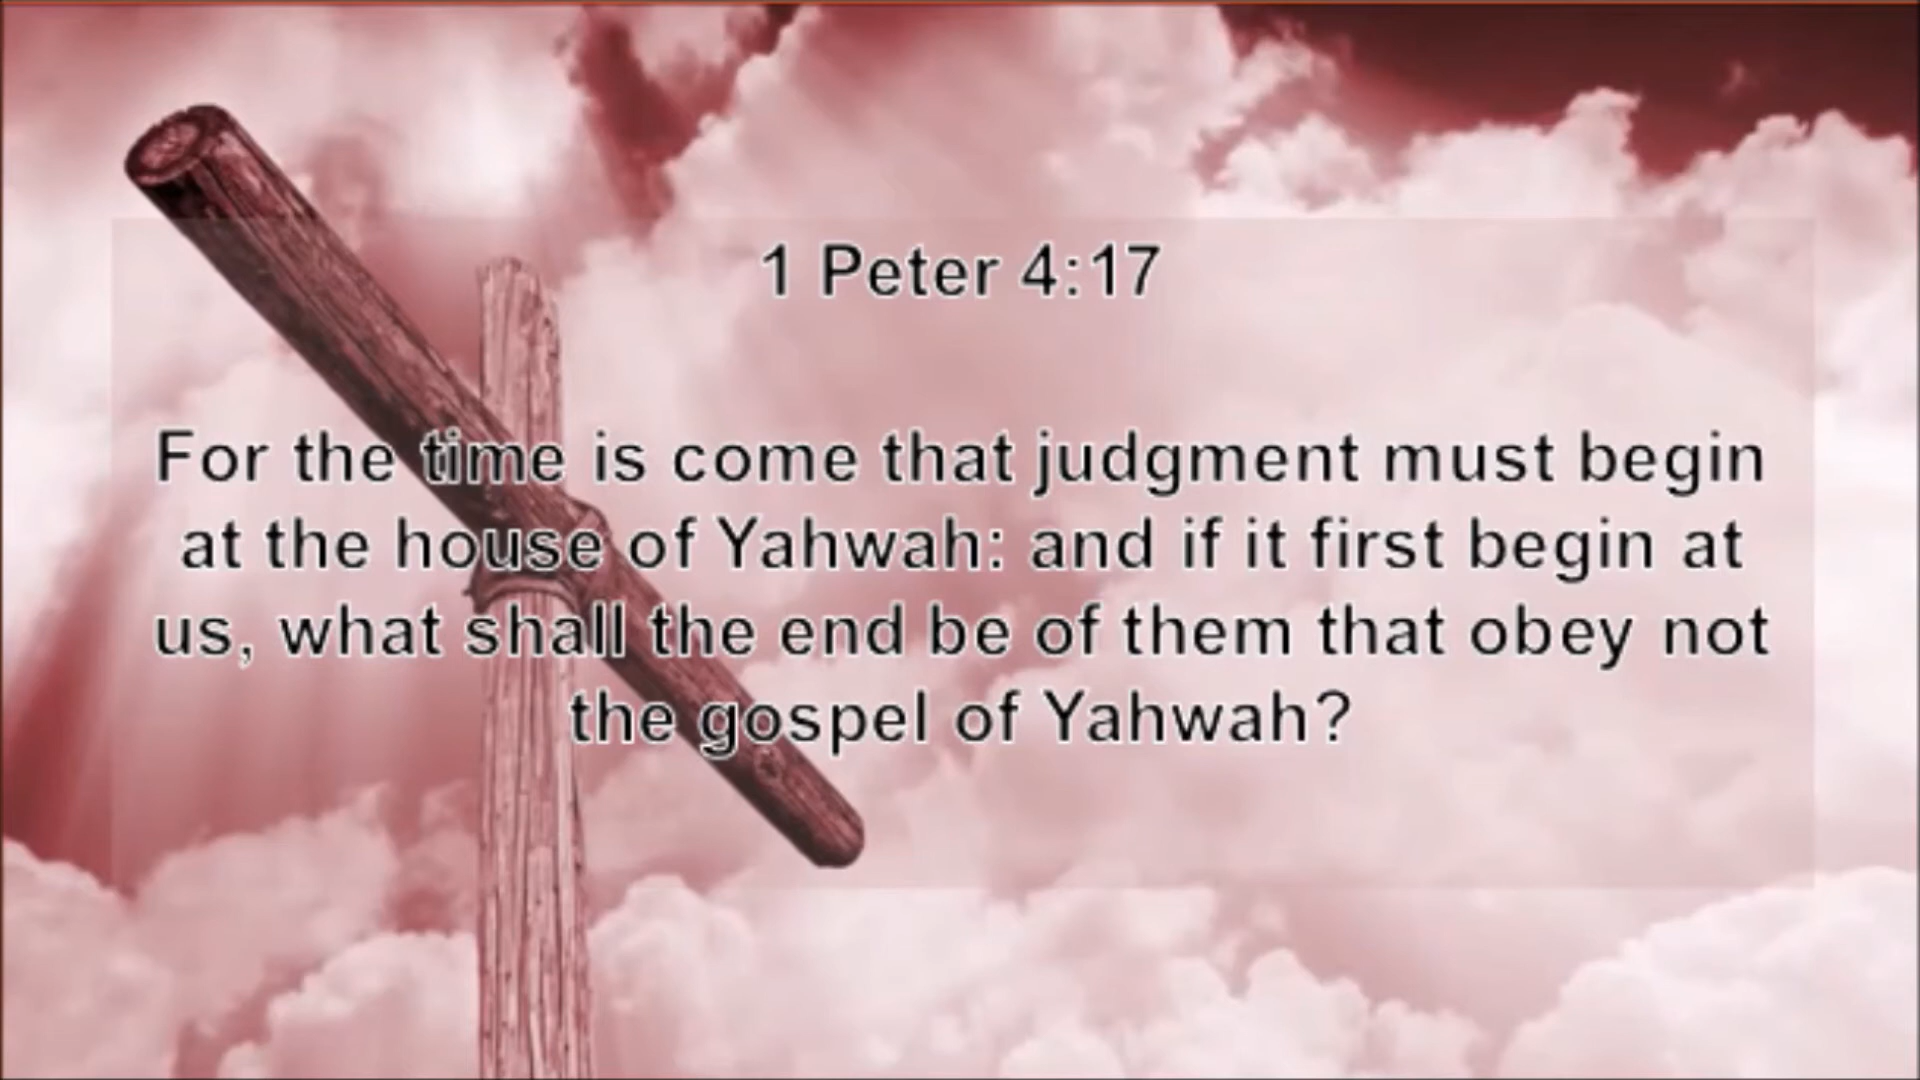 1 Peter 4:17
For the time is come that judgment must begin
at the house of Yahwah: and if it first begin at
us, what shall the end be of them that obey not
the gospel of Yahwah?